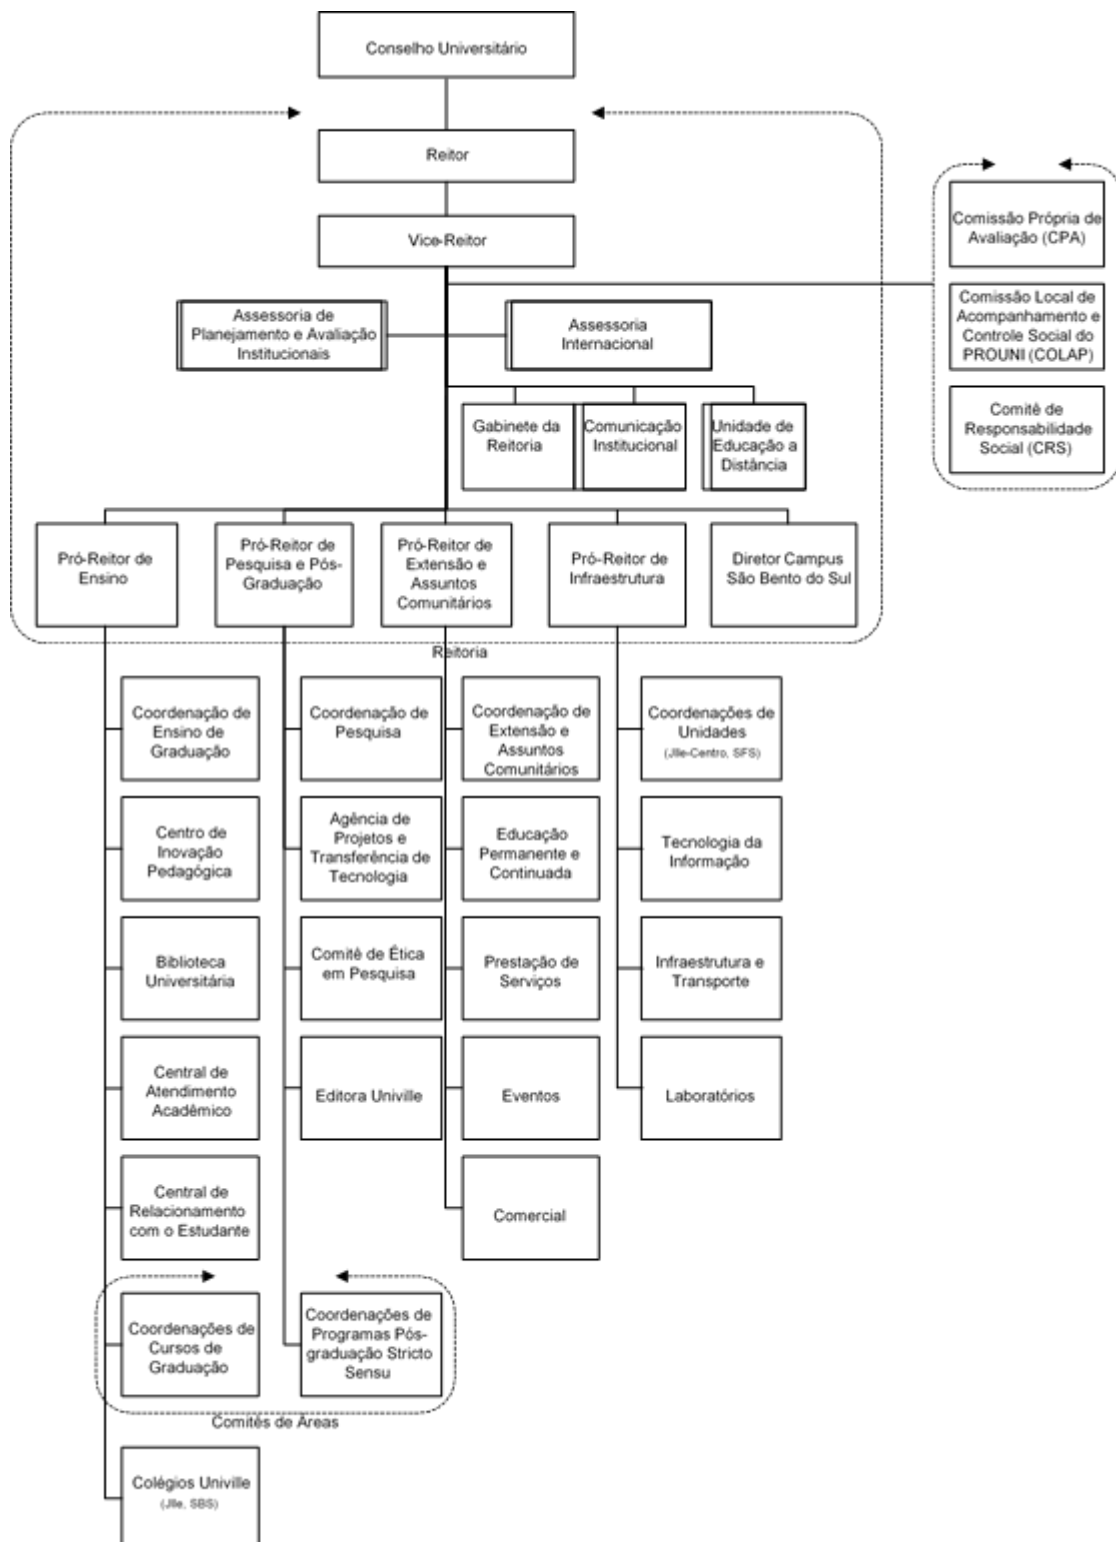 Conselho Universitário
Reitor
Vice-Reitor
Comissão Própria de
Avaliação (CPA)
Comissão Local de
Acompanhamento e
Controle Social do
PROUNI (COLAP)
Comitê de
Responsabilidade
Social (CRS)
Assessoria de
Planejamento e Avaliação
Institucionais
Assessoria
Internacional
Gabinete da
Reitoria
Comunicação
Institucional
Unidade de
Educação a
Distância
Pró-Reitor de
Ensino
Pró-Reitor de
Pesquisa e Pós-
Graduação
Pró-Reitor de
Extensão e
Assuntos
Comunitários
Pró-Reitor de
Infraestrutura
Diretor Campus
São Bento do Sul
Reitoria
Coordenação de
Ensino de
Graduação
Coordenação de
Pesquisa
Coordenação de
Extensão e
Assuntos
Comunitários
Coordenações de
Unidades
(Jlle-Centro, SFS)
Centro de
Inovação
Pedagógica
Agência de
Projetos e
Transferência de
Tecnologia
Educação
Permanente e
Continuada
Tecnologia da
Informação
Biblioteca
Universitária
Comitê de Ética
em Pesquisa
Prestação de
Serviços
Infraestrutura e
Transporte
Central de
Atendimento
Acadêmico
Editora Univille
Eventos
Laboratórios
Central de
Relacionamento
com o Estudante
Comercial
Coordenações de
Cursos de
Graduação
Coordenações de
Programas Pós-
graduação Stricto
Sensu
Comitês de Áreas
Colégios Univille
(Jlle, SBS)